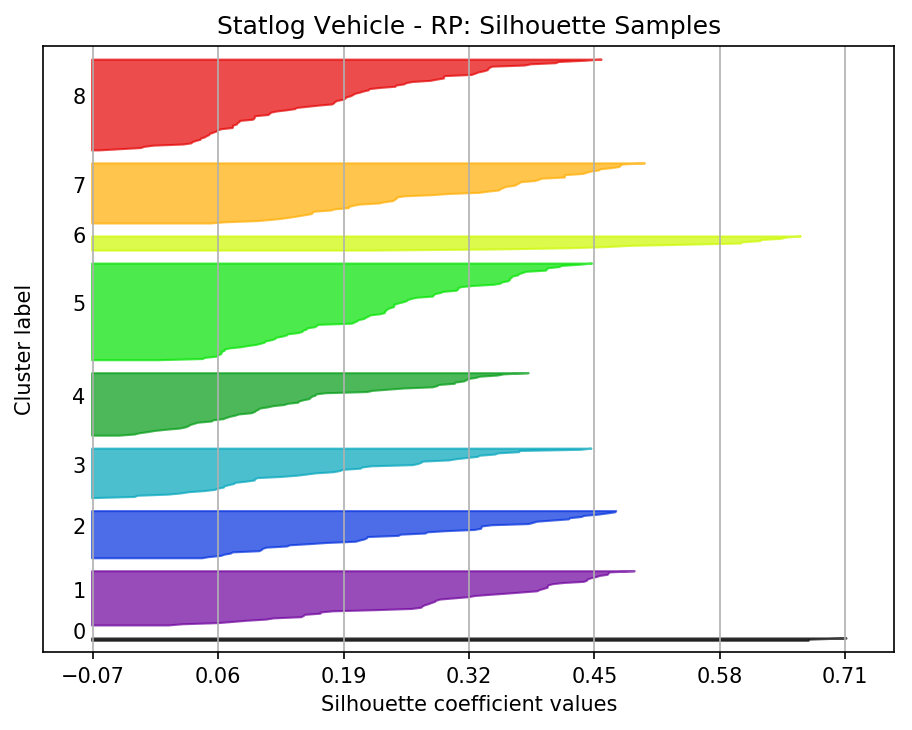 Statlog Vehicle - RP: Silhouette Samples
8
7
6
5
4
3
2
1
0
Cluster label
−0.07 0.06 0.19 0.32 0.45 0.58 0.71
Silhouette coefficient values